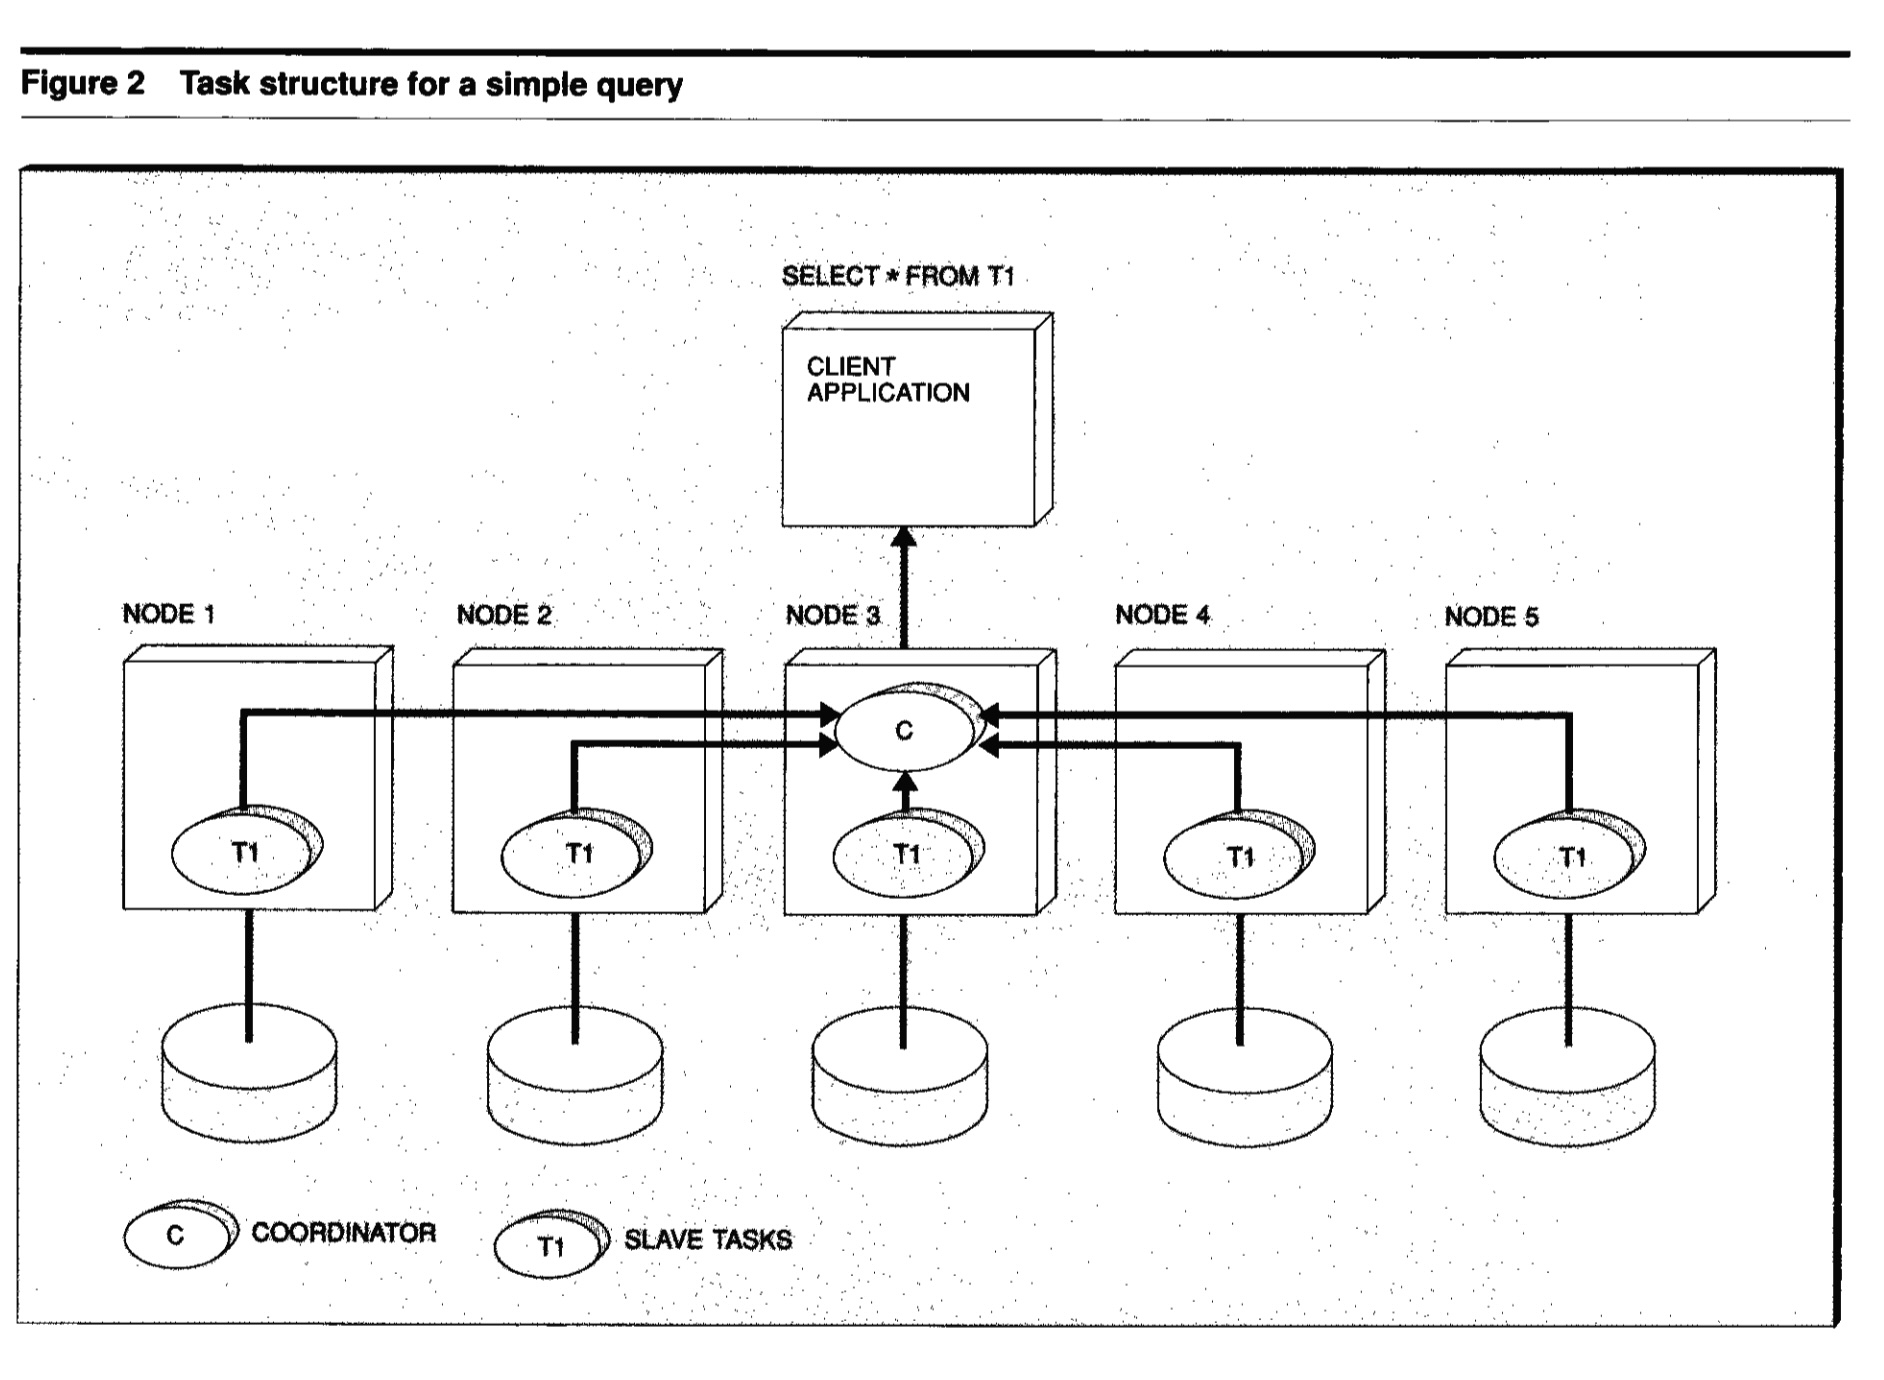 Figure 2 Task structure for a simple query
SELECT * FROM T1
CLIENT
APPLICATION
NODE 1
NODE 2
NODE 3
NODE 4
NODE 5
C
T1
T1
T1
T1
T1
C
COORDINATOR
T1
SLAVE TASKS